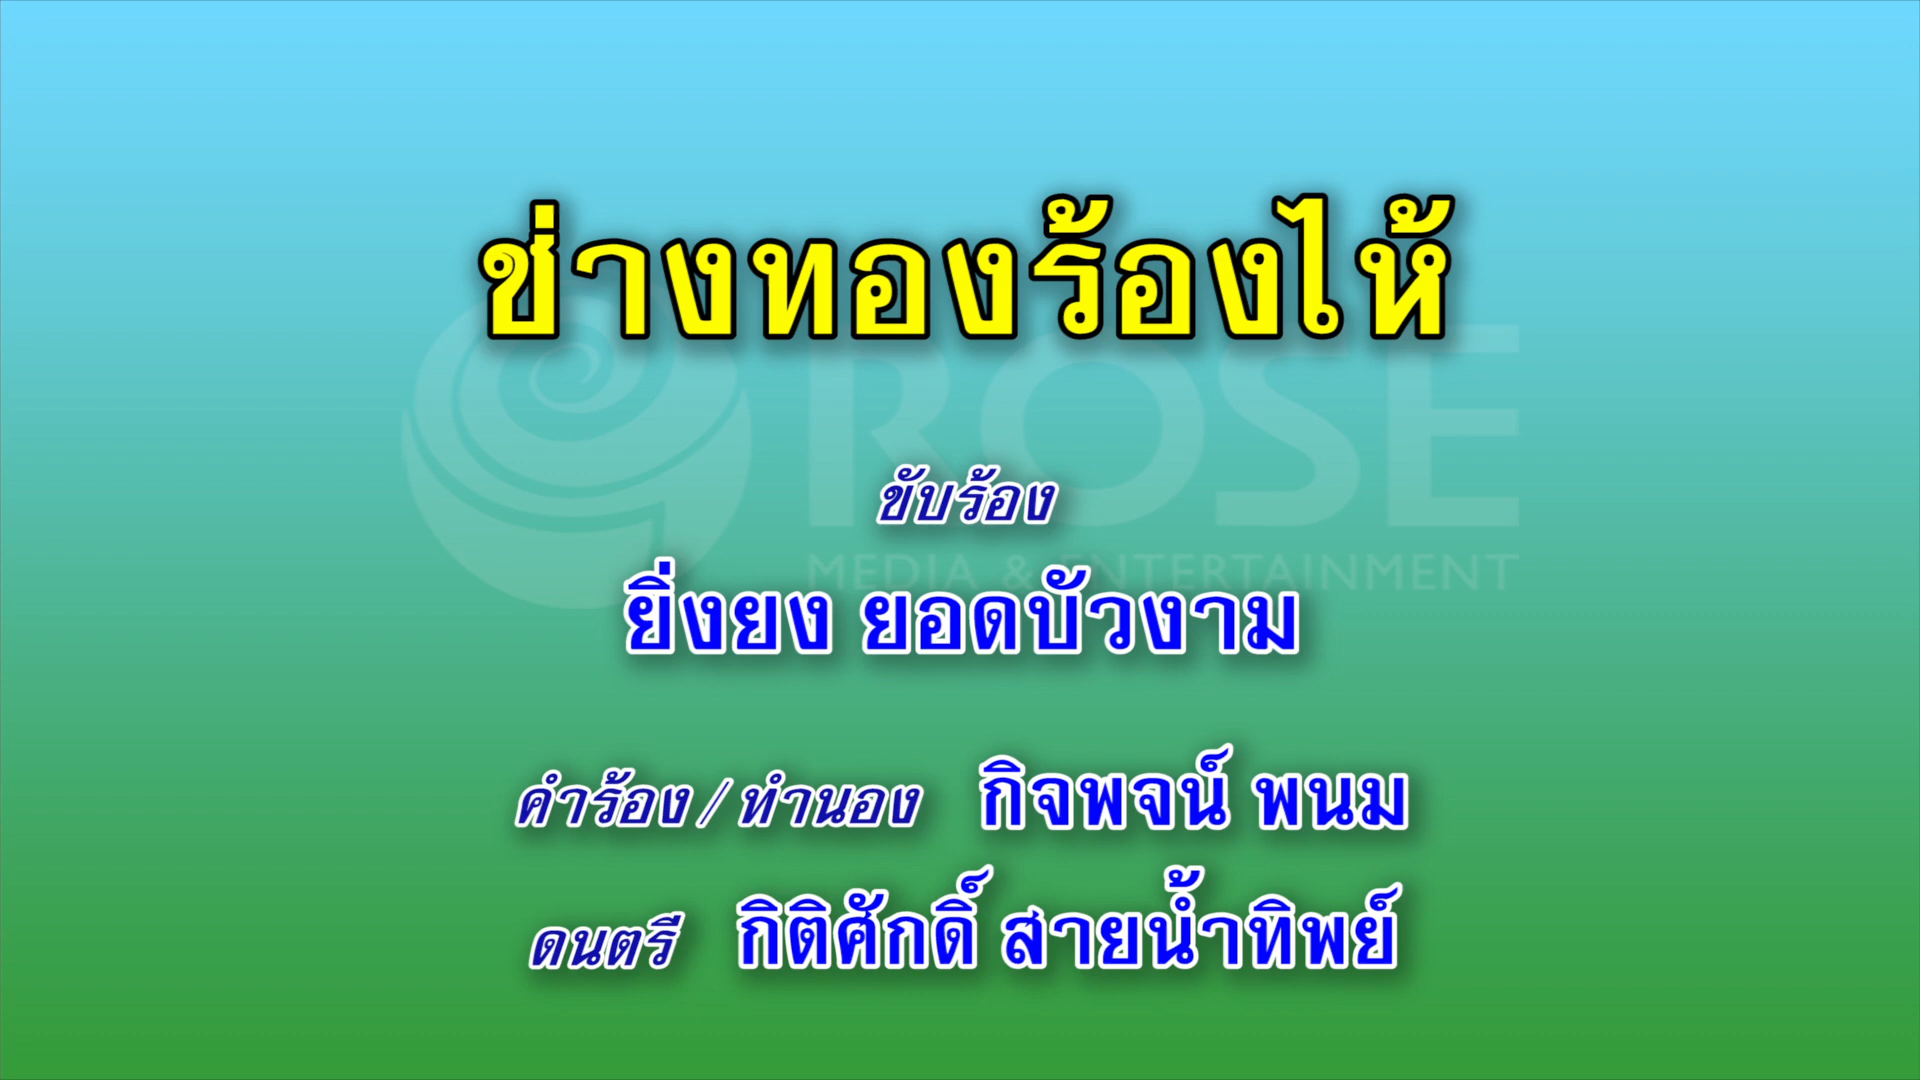 ช่างทองร้องไห้
ROSE
MEDIA & ENTERTAINMENT
ขับร้อง
ยิ่งยง ยอดบัวงาม
คำร้อง / ทำนอง กิจพจน์ พนม
ดนตรี กิติศักดิ์ สายน้ำทิพย์